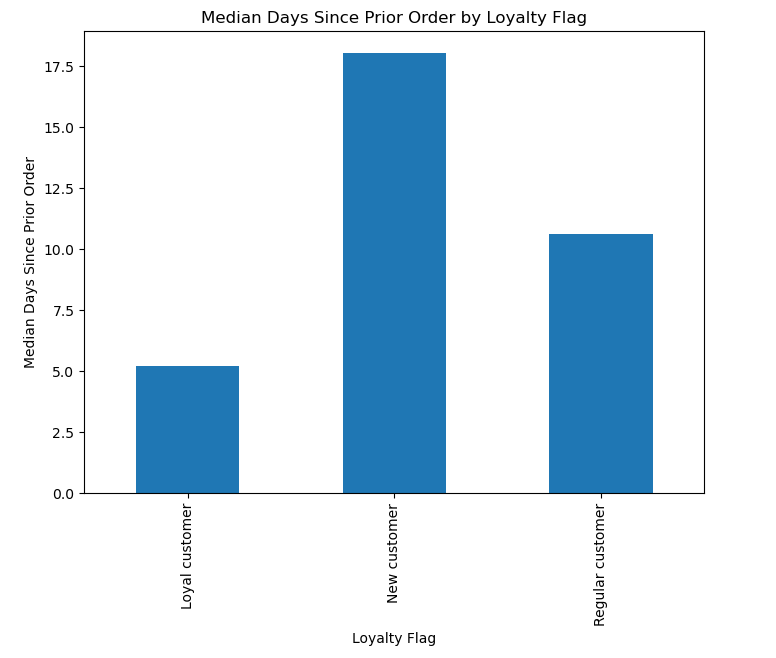 Median Days Since Prior Order by Loyalty Flag
Median Days Since Prior Order
17.5
15.0
12.5
10.0
7.5
5.0
2.5
0.0
Loyal customer
New customer
Regular customer
Loyalty Flag